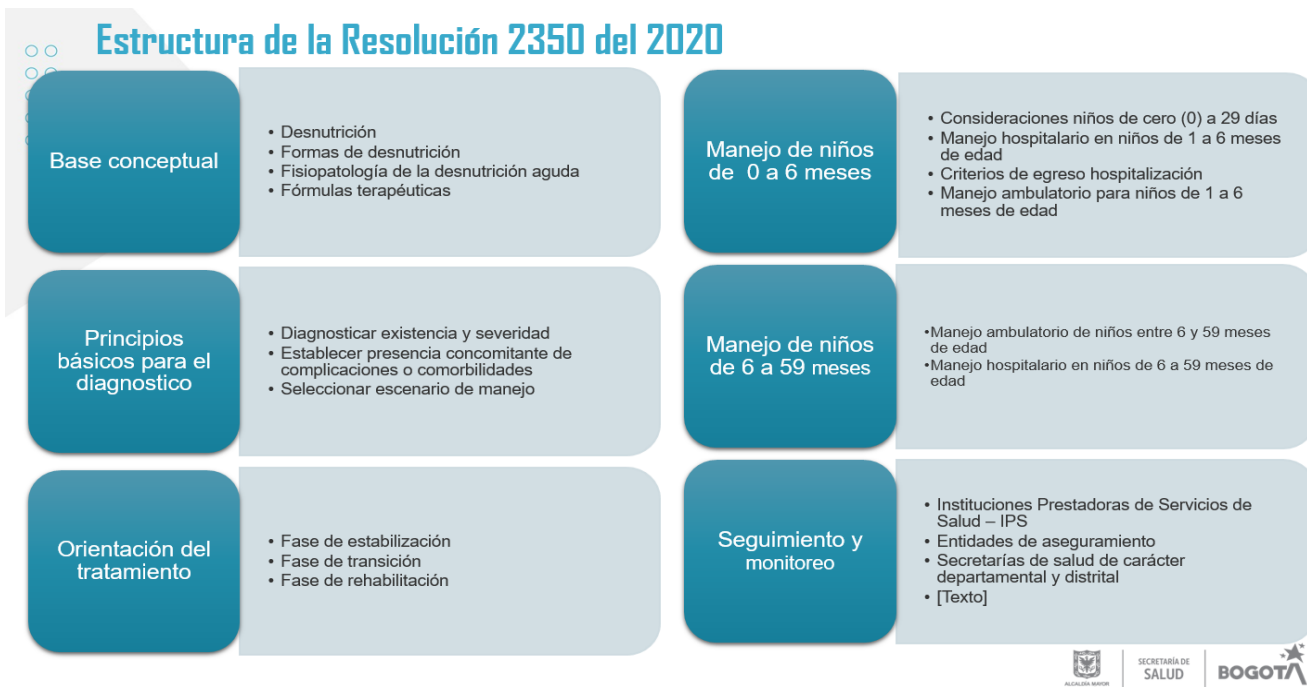 Estructura de la Resolución 2350 del 2020
Base conceptual
• Desnutrición
• Formas de desnutrición
• Fisiopatología de la desnutrición aguda
• Fórmulas terapéuticas
Principios
básicos para el
diagnostico
• Diagnosticar existencia y severidad
• Establecer presencia concomitante de
complicaciones o comorbilidades
• Seleccionar escenario de manejo
Orientación del
tratamiento
• Fase de estabilización
• Fase de transición
• Fase de rehabilitación
Manejo de niños
de 0 a 6 meses
• Consideraciones niños de cero (0) a 29 días
• Manejo hospitalario en niños de 1 a 6 meses
de edad
• Criterios de egreso hospitalización
• Manejo ambulatorio para niños de 1 a 6
meses de edad
Manejo de niños
de 6 a 59 meses
•Manejo ambulatorio de niños entre 6 y 59 meses
de edad
•Manejo hospitalario en niños de 6 a 59 meses de
edad
Seguimiento y
monitoreo
• Instituciones Prestadoras de Servicios de
Salud – IPS
• Entidades de aseguramiento
• Secretarías de salud de carácter
departamental y distrital
• [Texto]
ALCALDÍA MAYOR
SECRETARÍA DE
SALUD
BOGOTÁ